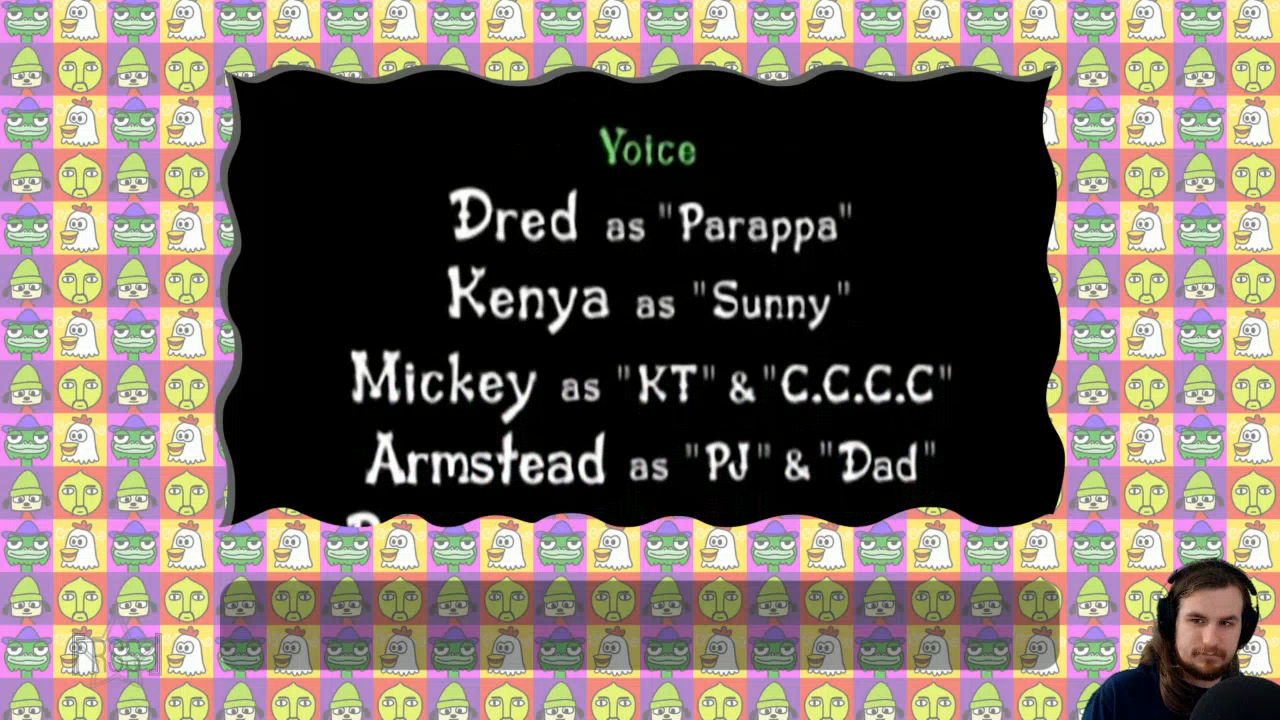 Voice
Dred as "Parappa"
Kenya as "Sunny"
Mickey as "KT" & "C.C.C.C"
Armstead as "PJ" & "Dad"